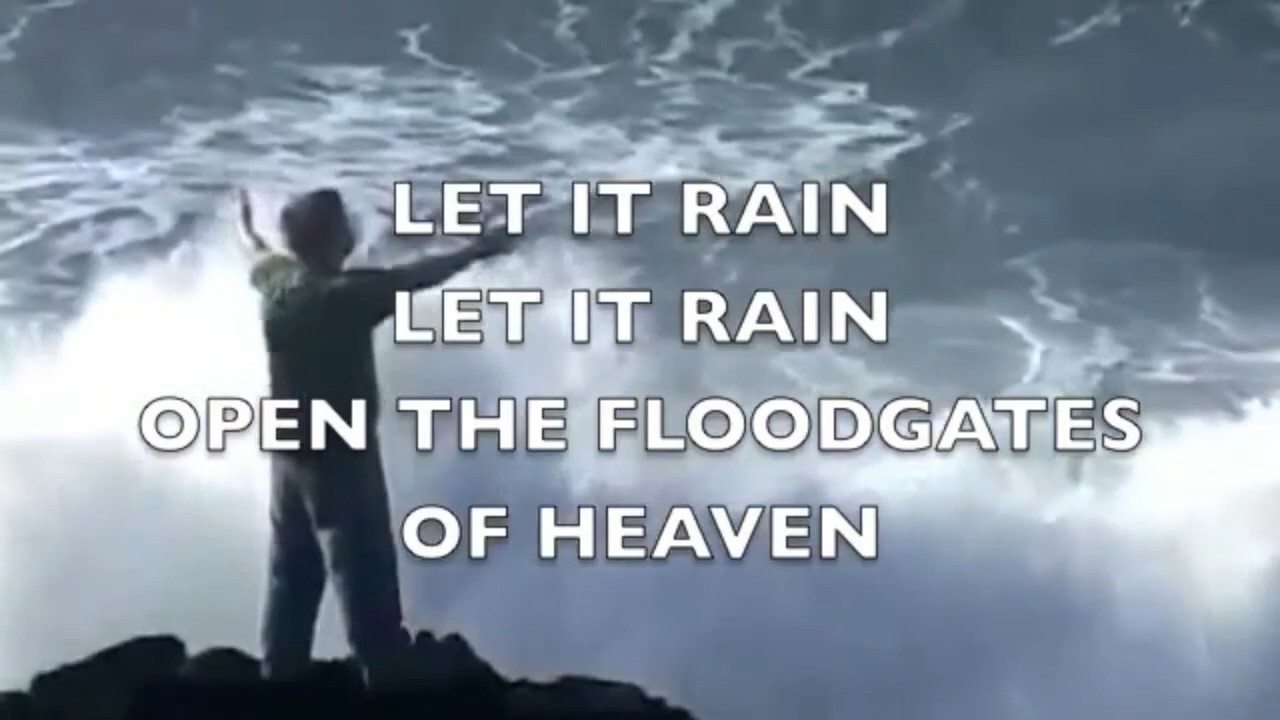 LET IT RAIN
LET IT RAIN
OPEN THE FLOODGATES
OF HEAVEN